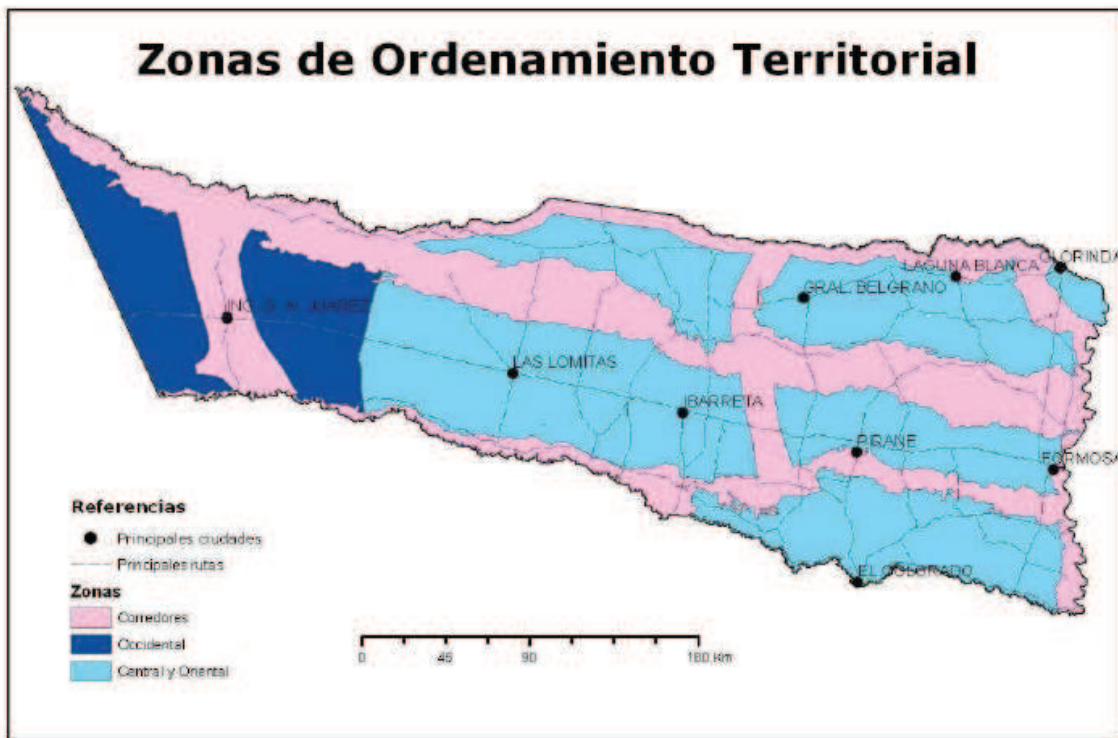 Zonas de Ordenamiento Territorial
CLORINDA
LAGUNA BLANCA
GRAL. BELGRANO
ING. G. N. JUAREZ
LAS LOMITAS
IBARRETA
PIRANE
FORMOSA
EL COLORADO
Referencias
Principales ciudades
Principales rutas
Zonas
Corredores
Occidental
Central y Oriental
0 45 90 180 Km